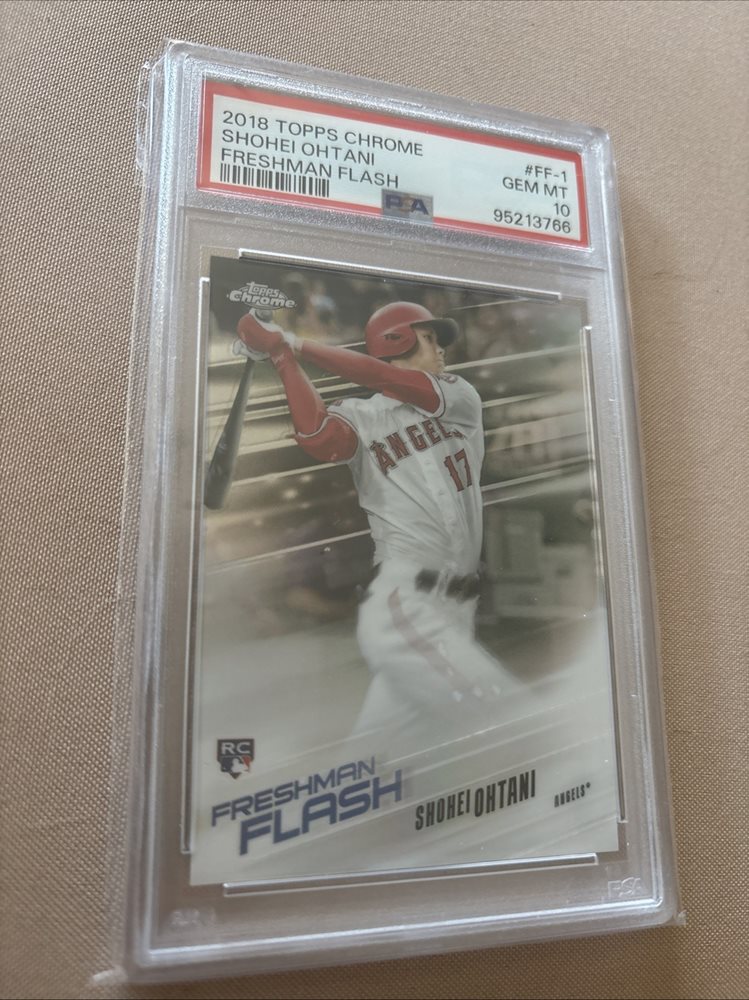 2018 TOPPS CHROME
SHOHEI OHTANI
FRESHMAN FLASH
#FF-1
GEM MT
10
95213766
PSA
Topps
Chrome
ANGELS
17
RC
FRESHMAN
FLASH
SHOHEI OHTANI
ANGELS®
PSA